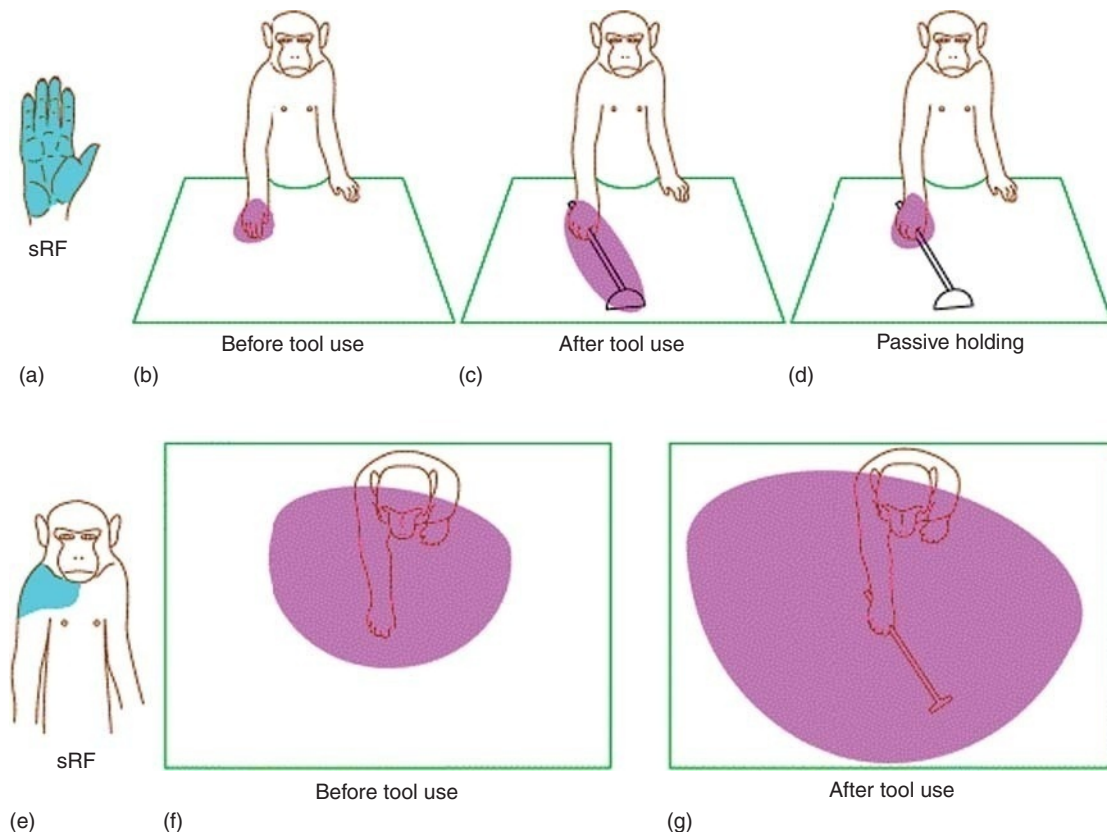 sRF
Before tool use
After tool use
Passive holding
(a)
(b)
(c)
(d)
sRF
Before tool use
After tool use
(e)
(f)
(g)